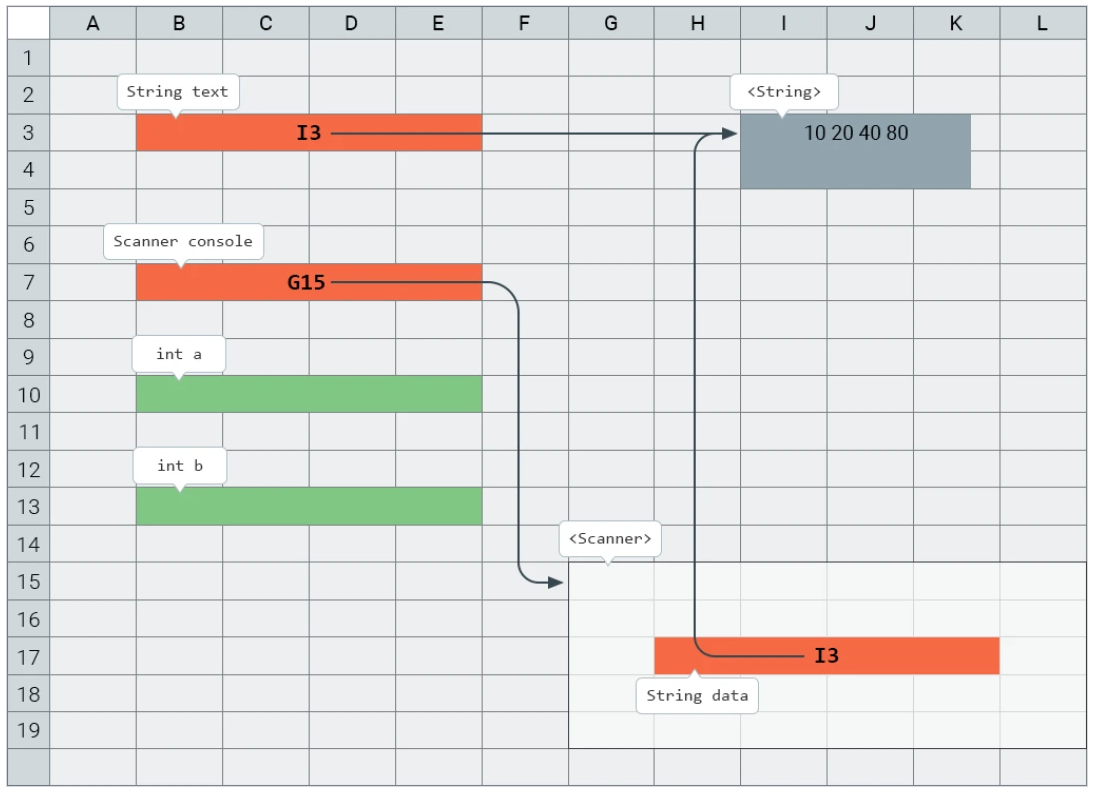 A B C D E F G H I J K L
1
2 String text <String>
3 I3 10 20 40 80
4
5
6 Scanner console
7 G15
8
9 int a
10
11
12 int b
13
14 <Scanner>
15
16
17 I3
18 String data
19